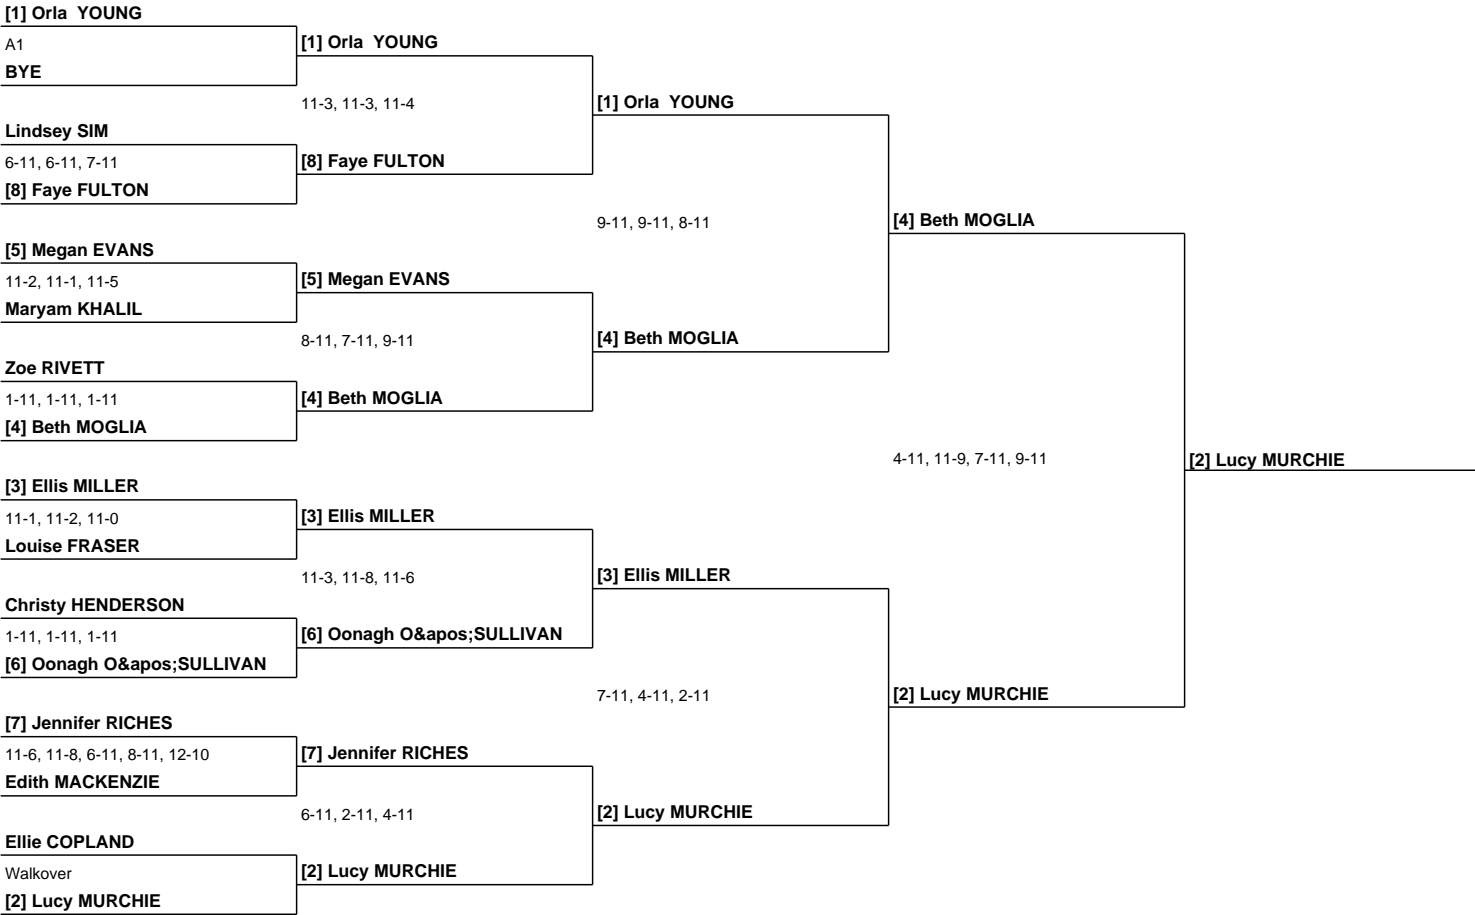 [1] Orla  YOUNG
A1
BYE
Lindsey SIM
6-11, 6-11, 7-11
[8] Faye FULTON
[5] Megan EVANS
11-2, 11-1, 11-5
Maryam KHALIL
Zoe RIVETT
1-11, 1-11, 1-11
[4] Beth MOGLIA
[3] Ellis MILLER
11-1, 11-2, 11-0
Louise FRASER
Christy HENDERSON
1-11, 1-11, 1-11
[6] Oonagh O&apos;SULLIVAN
[7] Jennifer RICHES
11-6, 11-8, 6-11, 8-11, 12-10
Edith MACKENZIE
Ellie COPLAND
Walkover
[2] Lucy MURCHIE
[1] Orla  YOUNG
11-3, 11-3, 11-4
[8] Faye FULTON
[5] Megan EVANS
8-11, 7-11, 9-11
[4] Beth MOGLIA
[3] Ellis MILLER
11-3, 11-8, 11-6
[6] Oonagh O&apos;SULLIVAN
[7] Jennifer RICHES
6-11, 2-11, 4-11
[2] Lucy MURCHIE
[1] Orla  YOUNG
9-11, 9-11, 8-11
[4] Beth MOGLIA
[3] Ellis MILLER
7-11, 4-11, 2-11
[2] Lucy MURCHIE
[4] Beth MOGLIA
4-11, 11-9, 7-11, 9-11
[2] Lucy MURCHIE
[2] Lucy MURCHIE